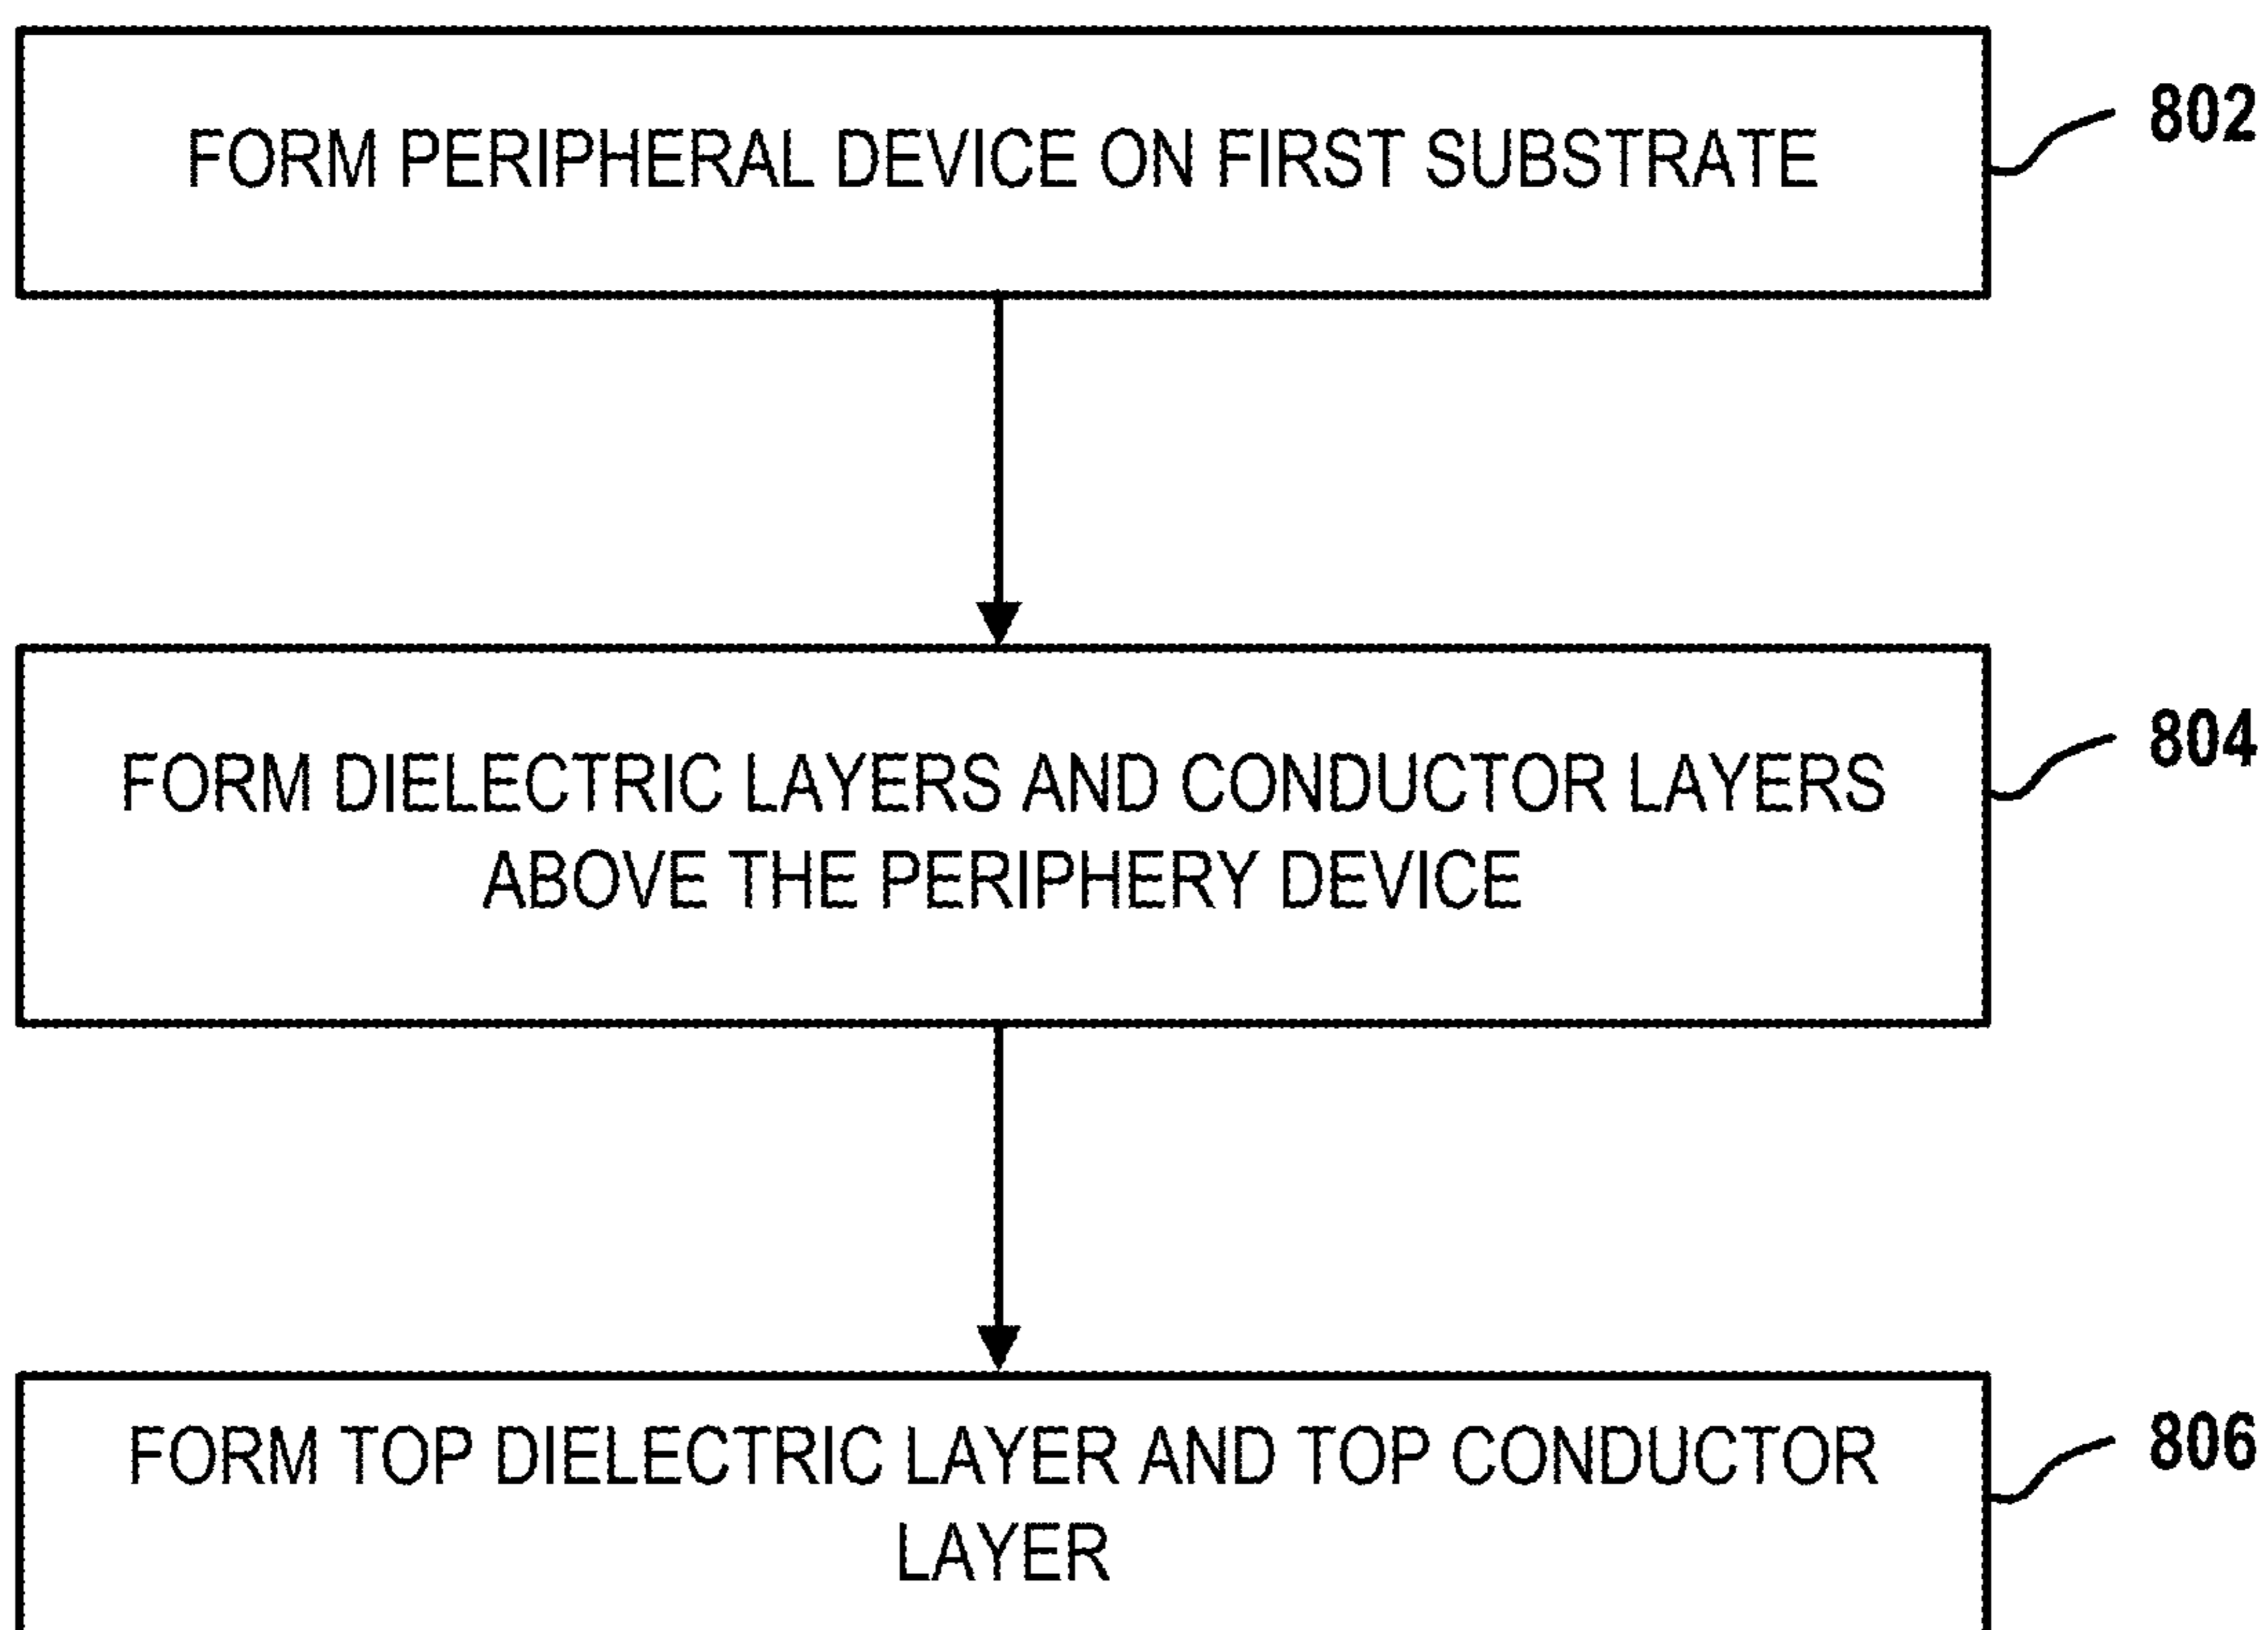 FORM PERIPHERAL DEVICE ON FIRST SUBSTRATE
802
FORM DIELECTRIC LAYERS AND CONDUCTOR LAYERS
ABOVE THE PERIPHERY DEVICE
804
FORM TOP DIELECTRIC LAYER AND TOP CONDUCTOR
LAYER
806